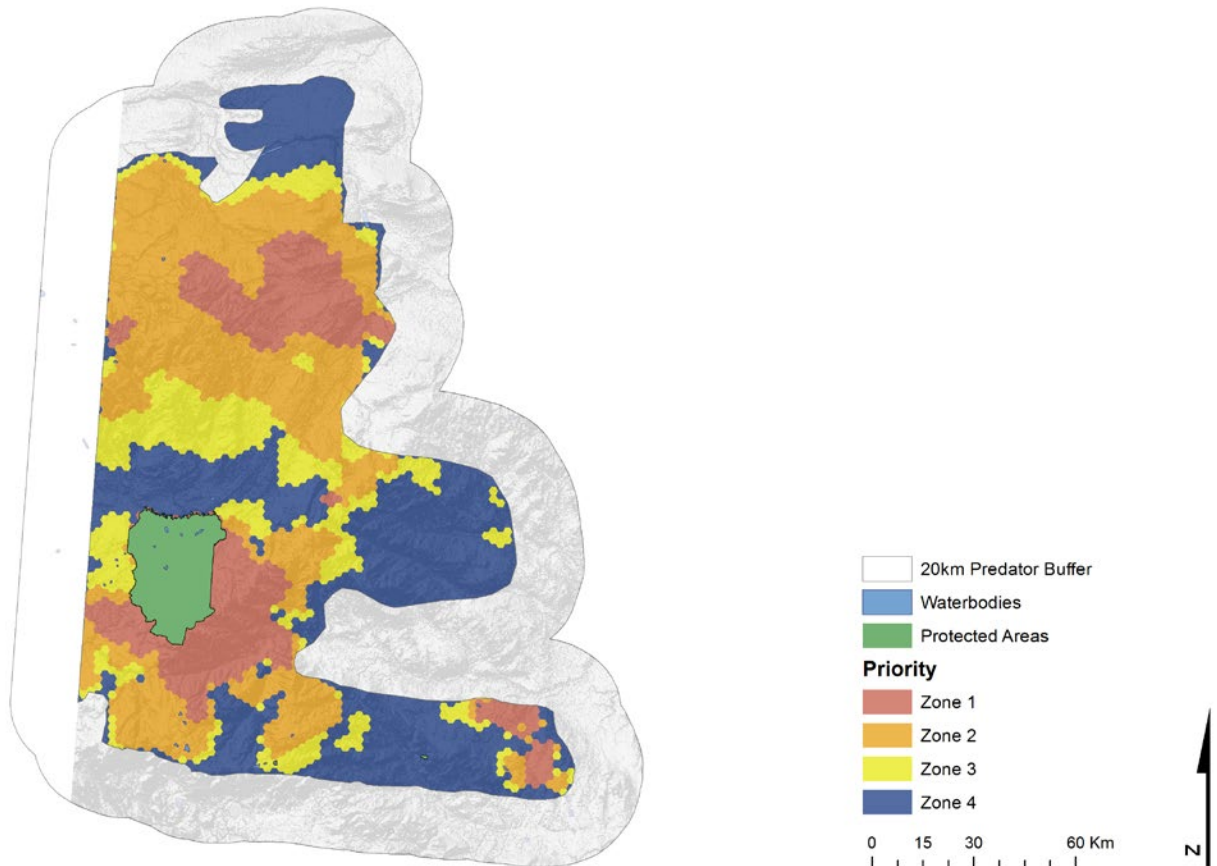 20km Predator Buffer
Waterbodies
Protected Areas
Priority
Zone 1
Zone 2
Zone 3
Zone 4
0 15 30 60 Km
N